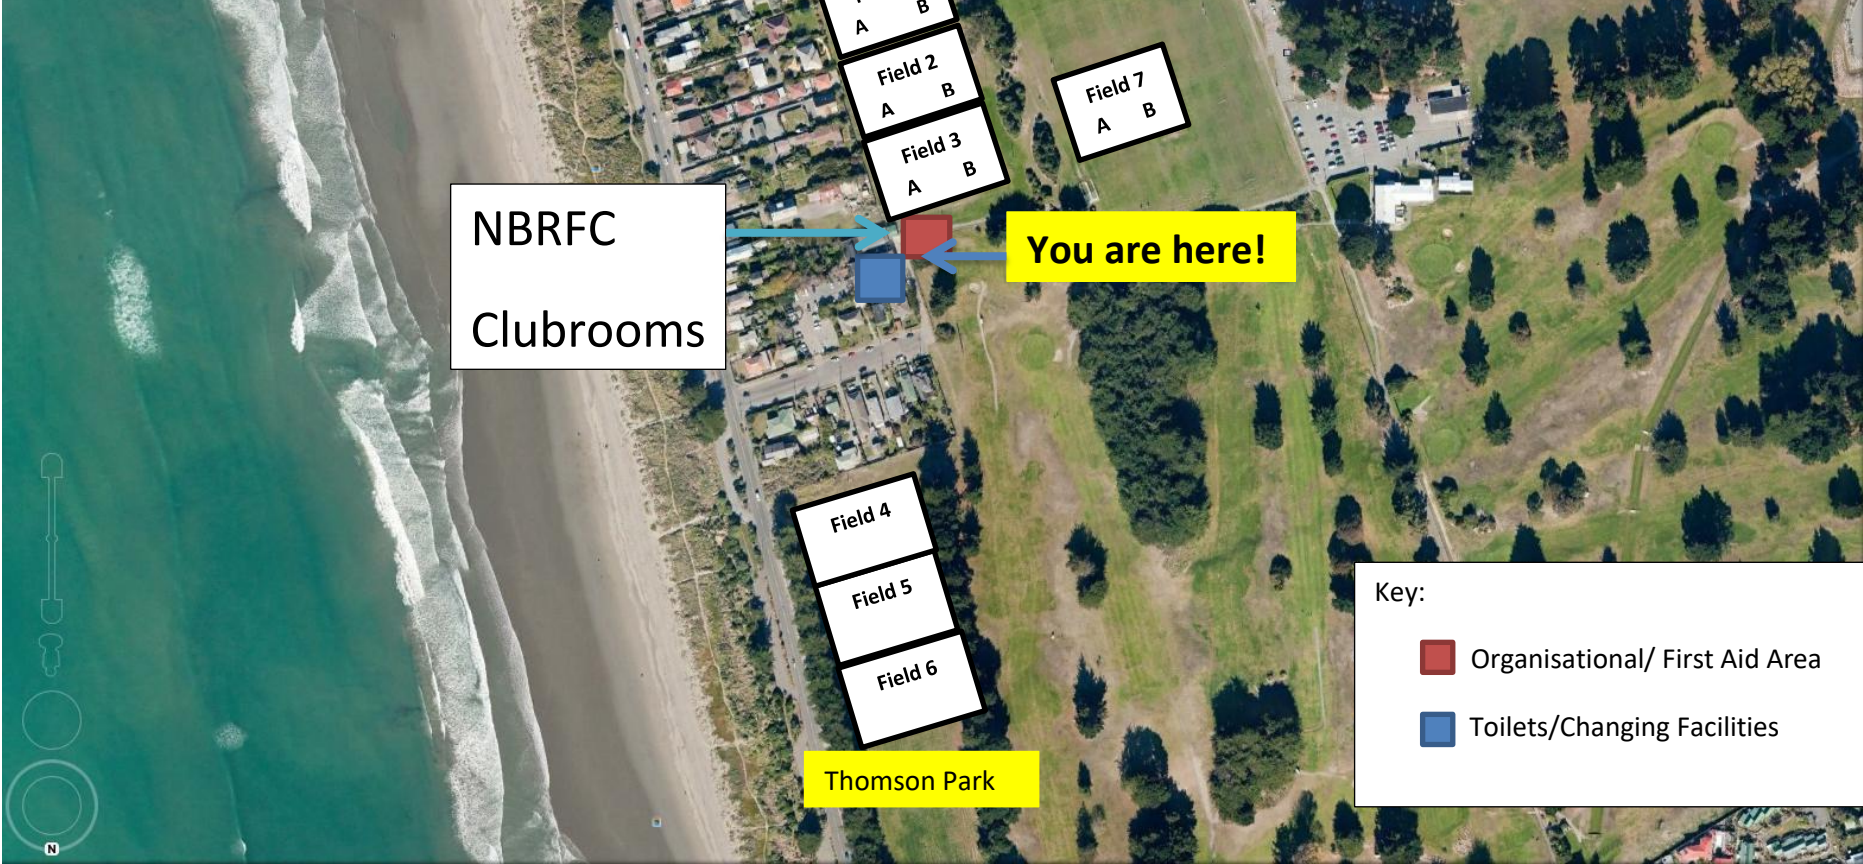 A B
Field 2
A B
Field 3
A B
Field 7
A B
NBRFC
Clubrooms
You are here!
Field 4
Field 5
Field 6
Thomson Park
Key:
Organisational/ First Aid Area
Toilets/Changing Facilities
N